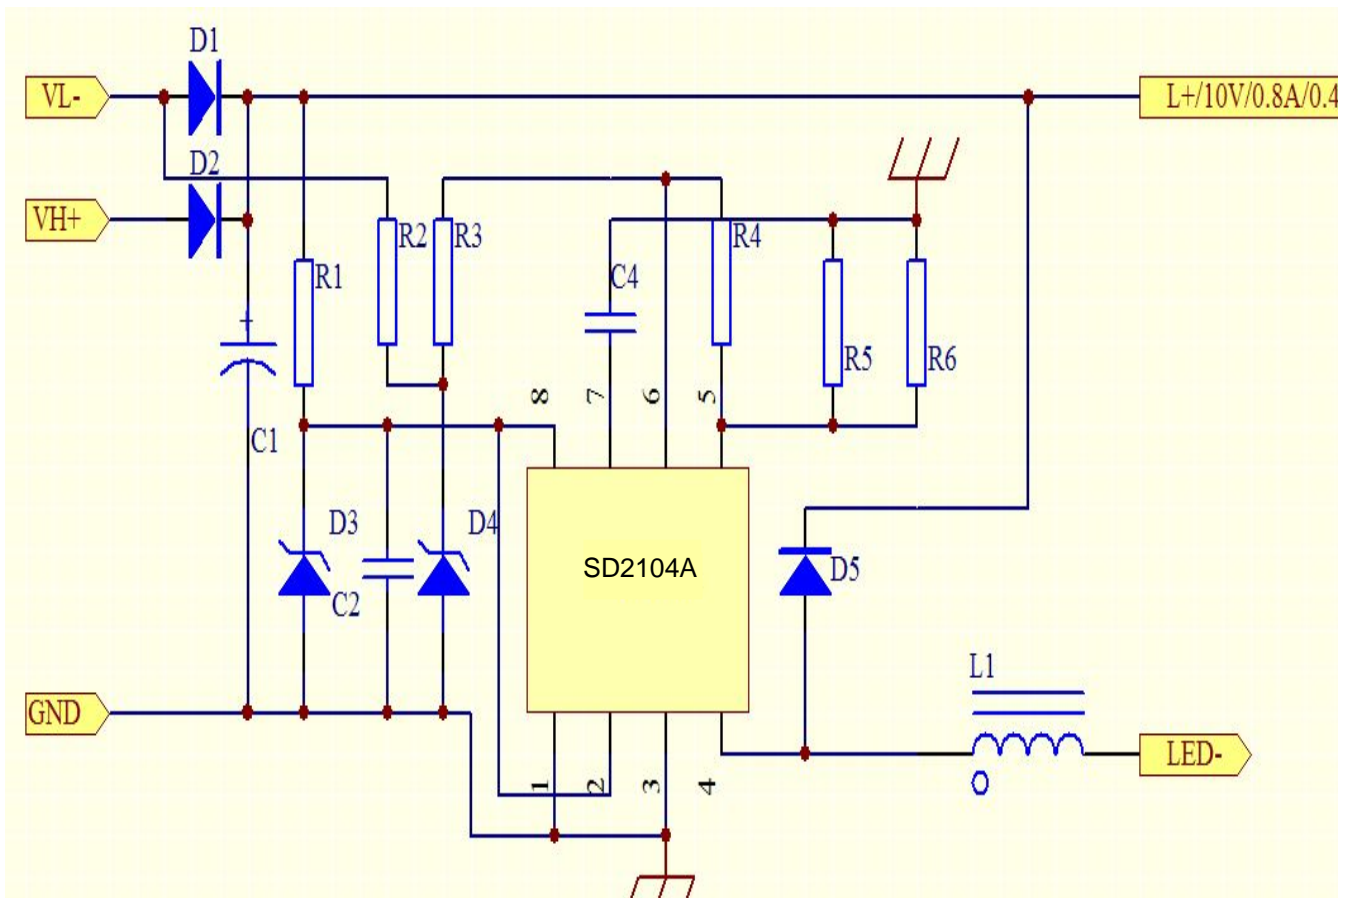 D1
VL-
L+/10V/0.8A/0.4
D2
VH+
R2
R3
R4
R1
C4
+
R5
R6
8
7
6
5
C1
D3
D4
SD2104A
D5
C2
L1
GND
LED-
1
2
3
4